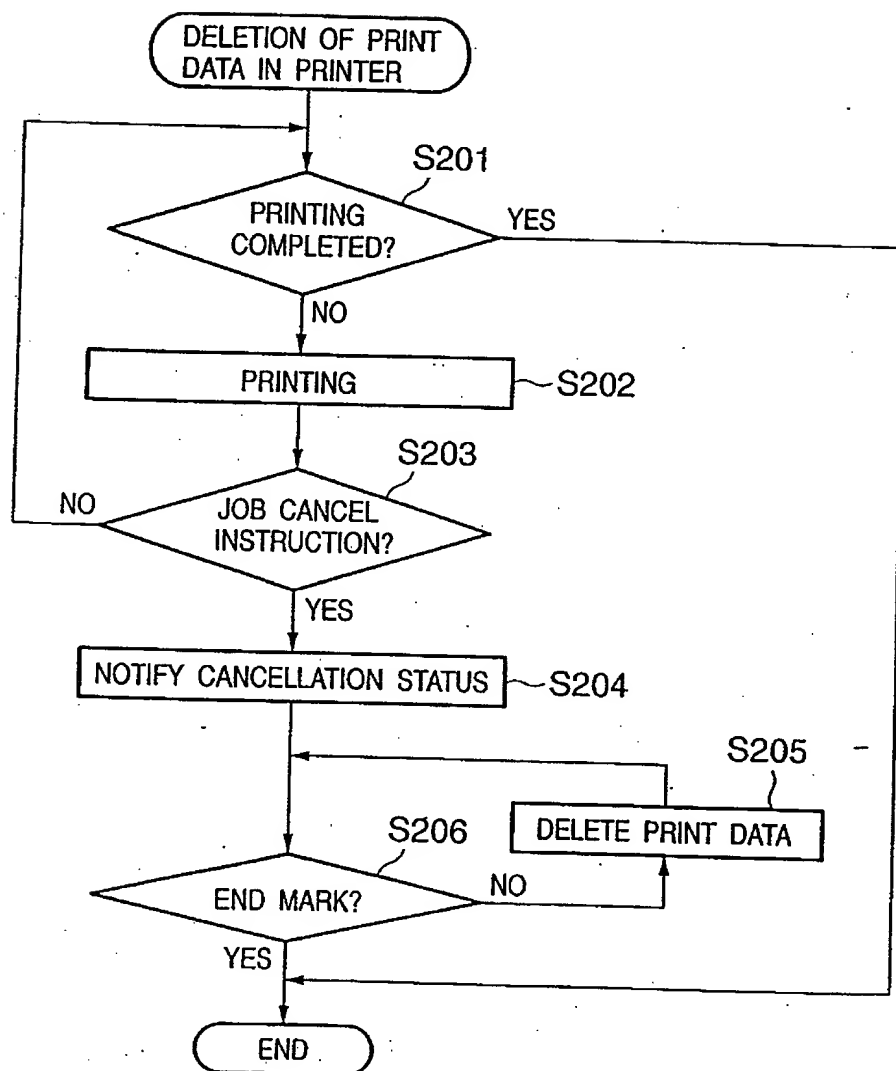 DELETION OF PRINT
DATA IN PRINTER
S201
PRINTING
COMPLETED?
YES
NO
PRINTING
S202
S203
NO
JOB CANCEL
INSTRUCTION?
YES
NOTIFY CANCELLATION STATUS
S204
S205
DELETE PRINT DATA
S206
END MARK?
NO
YES
END